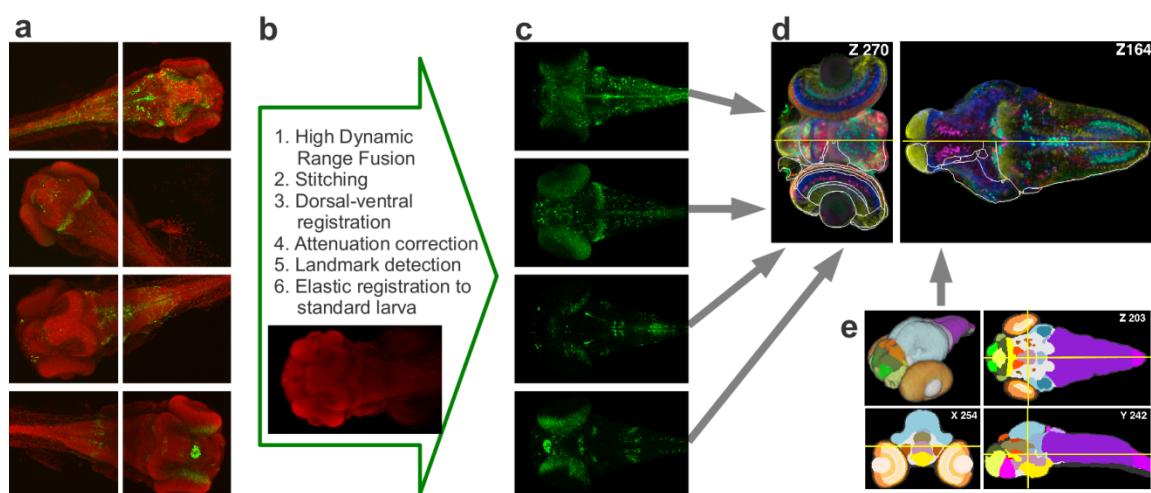 a
b
c
d
Z 270
Z164
1. High Dynamic
Range Fusion
2. Stitching
3. Dorsal-ventral
registration
4. Attenuation correction
5. Landmark detection
6. Elastic registration to
standard larva
e
Z 203
X 254
Y 242